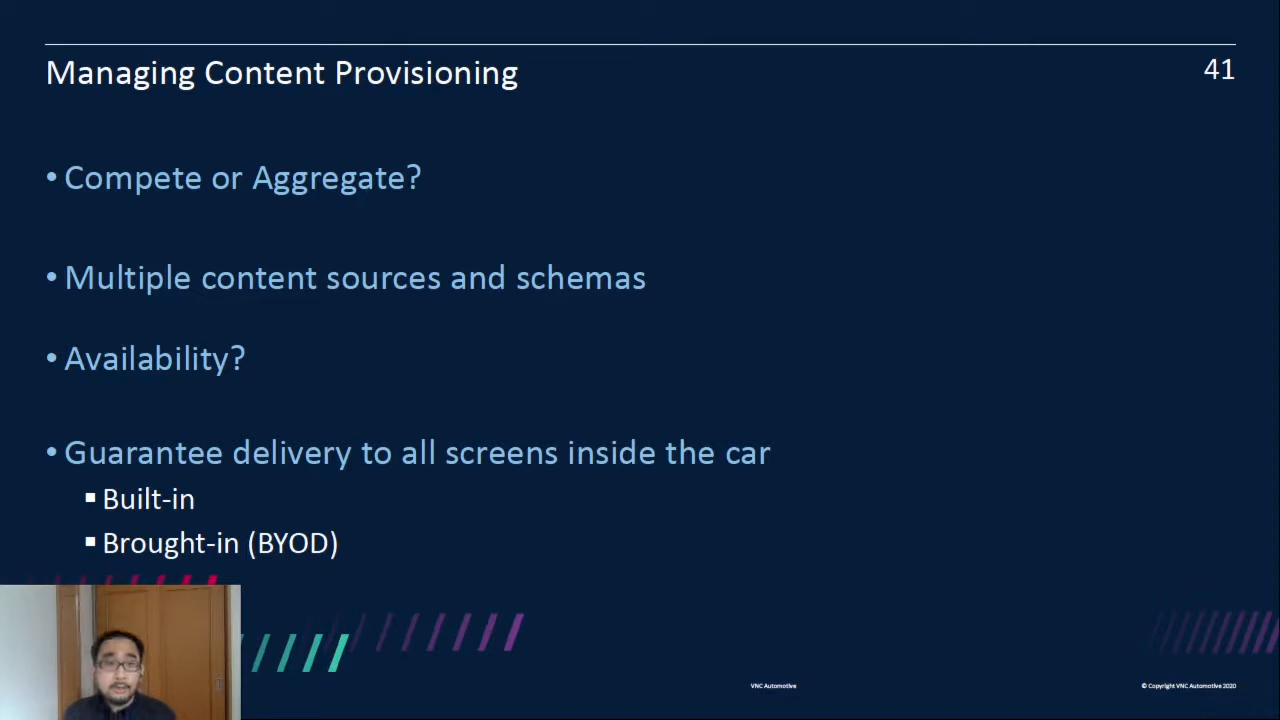 Managing Content Provisioning
41
• Compete or Aggregate?
• Multiple content sources and schemas
• Availability?
• Guarantee delivery to all screens inside the car
▪ Built-in
▪ Brought-in (BYOD)
VNC Automotive
© Copyright VNC Automotive 2020